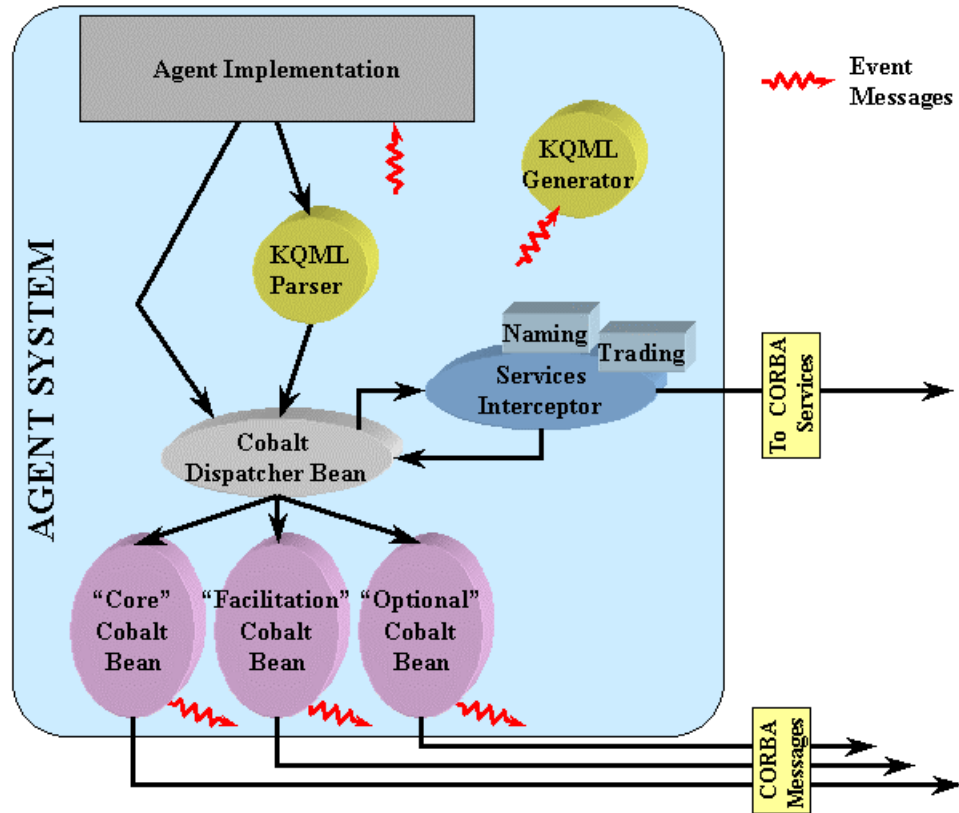 Agent Implementation
Event
Messages
KQML
Generator
KQML
Parser
Naming
Trading
Services
Interceptor
To CORBA
Services
Cobalt
Dispatcher Bean
AGENT SYSTEM
“Core”
Cobalt
Bean
“Facilitation”
Cobalt
Bean
“Optional”
Cobalt
Bean
CORBA
Messages